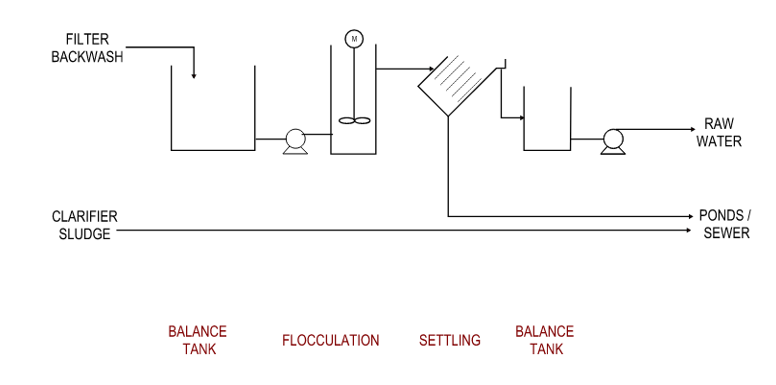 FILTER
BACKWASH
M
RAW
WATER
CLARIFIER
SLUDGE
PONDS /
SEWER
BALANCE
TANK
FLOCCULATION
SETTLING
BALANCE
TANK